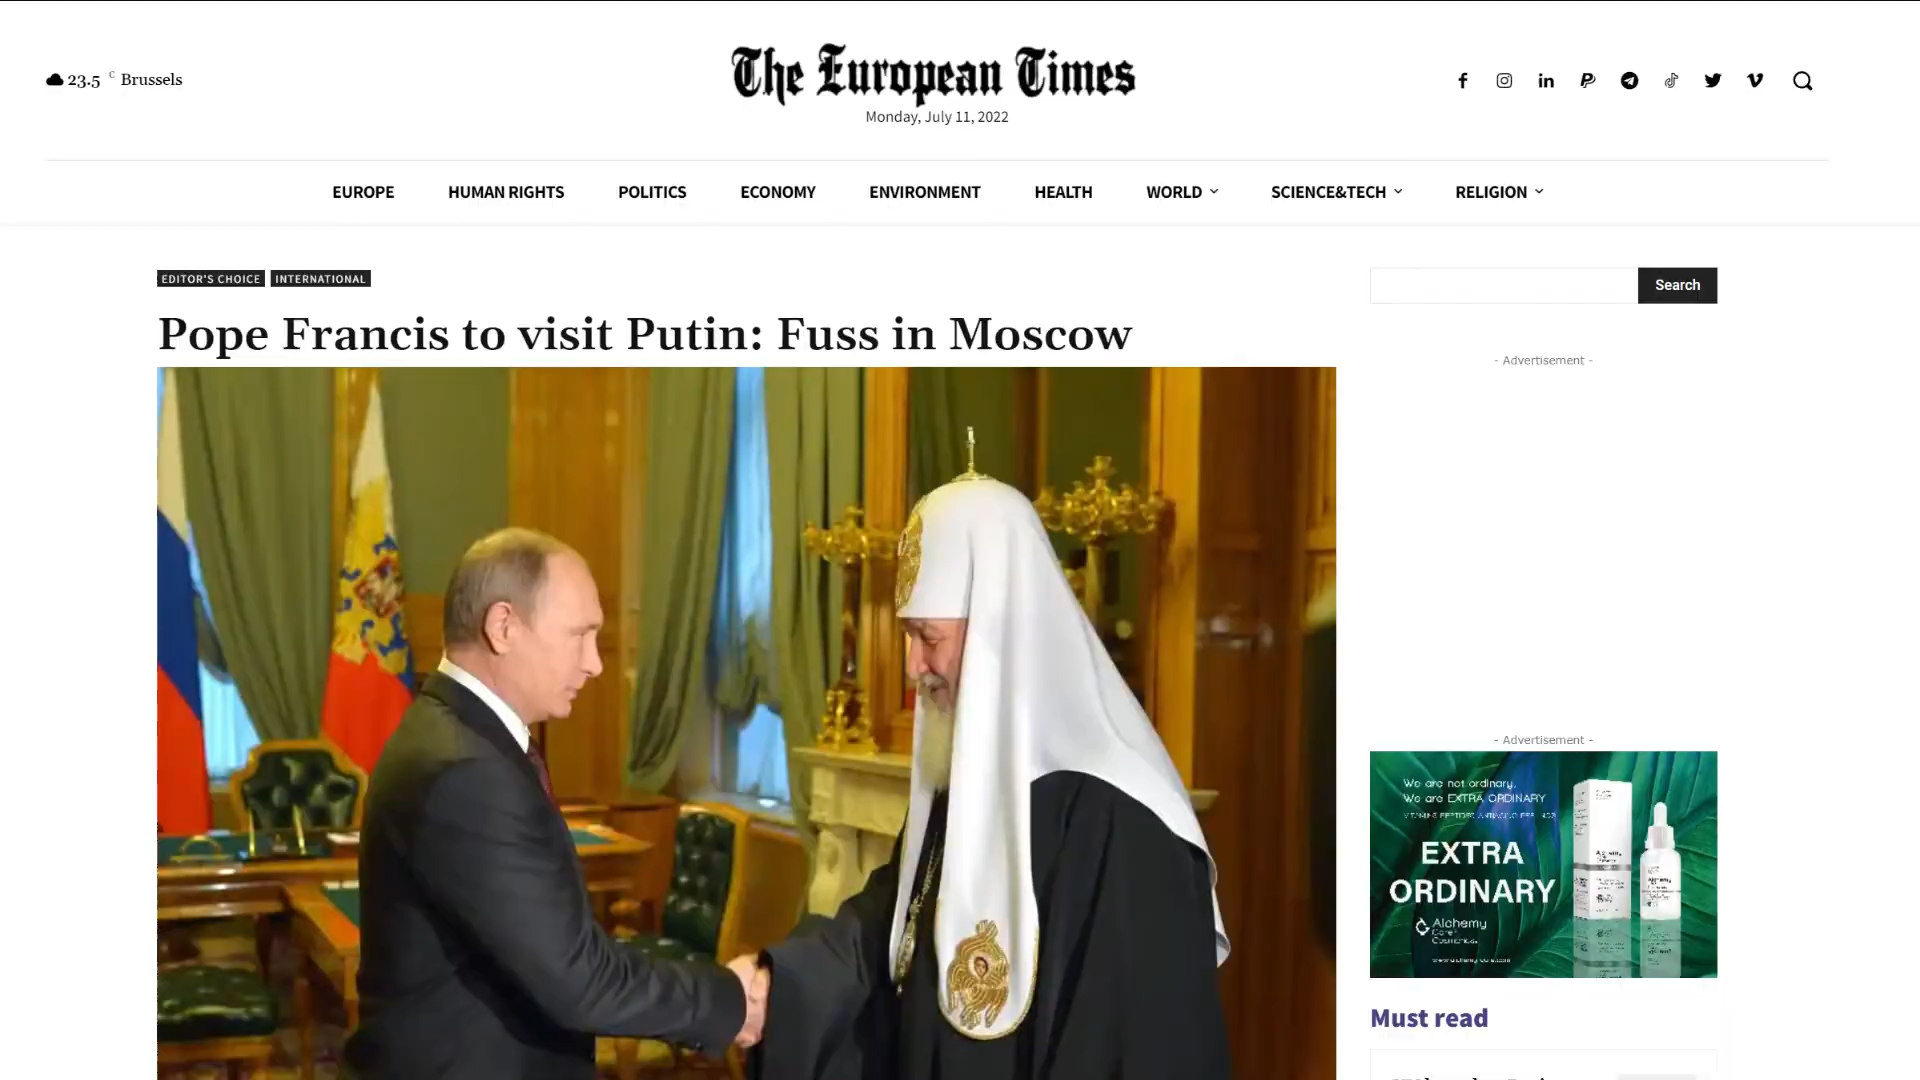 23.5 C Brussels
The European Times
Monday, July 11, 2022
EUROPE HUMAN RIGHTS POLITICS ECONOMY ENVIRONMENT HEALTH WORLD SCIENCE&TECH RELIGION
EDITOR'S CHOICE INTERNATIONAL
Search
Pope Francis to visit Putin: Fuss in Moscow
- Advertisement -
- Advertisement -
We are not ordinary.
We are EXTRA ORDINARY
EXTRA
ORDINARY
Alchemy
Care
Cosmetics
Must read